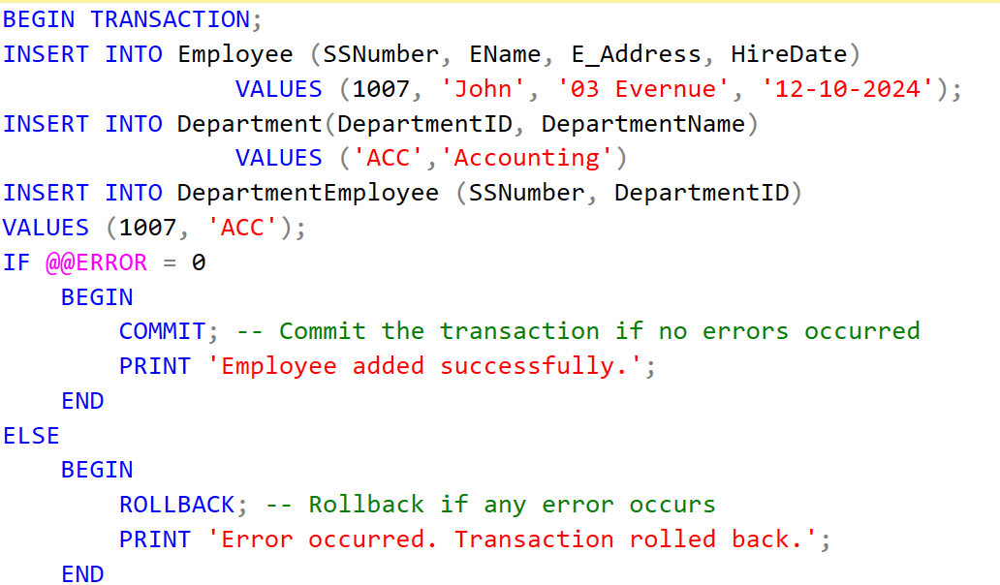 BEGIN TRANSACTION;
INSERT INTO Employee (SSNumber, EName, E_Address, HireDate)
VALUES (1007, 'John', '03 Evernue', '12-10-2024');
INSERT INTO Department(DepartmentID, DepartmentName)
VALUES ('ACC','Accounting')
INSERT INTO DepartmentEmployee (SSNumber, DepartmentID)
VALUES (1007, 'ACC');
IF @@ERROR = 0
BEGIN
COMMIT; -- Commit the transaction if no errors occurred
PRINT 'Employee added successfully.';
END
ELSE
BEGIN
ROLLBACK; -- Rollback if any error occurs
PRINT 'Error occurred. Transaction rolled back.';
END